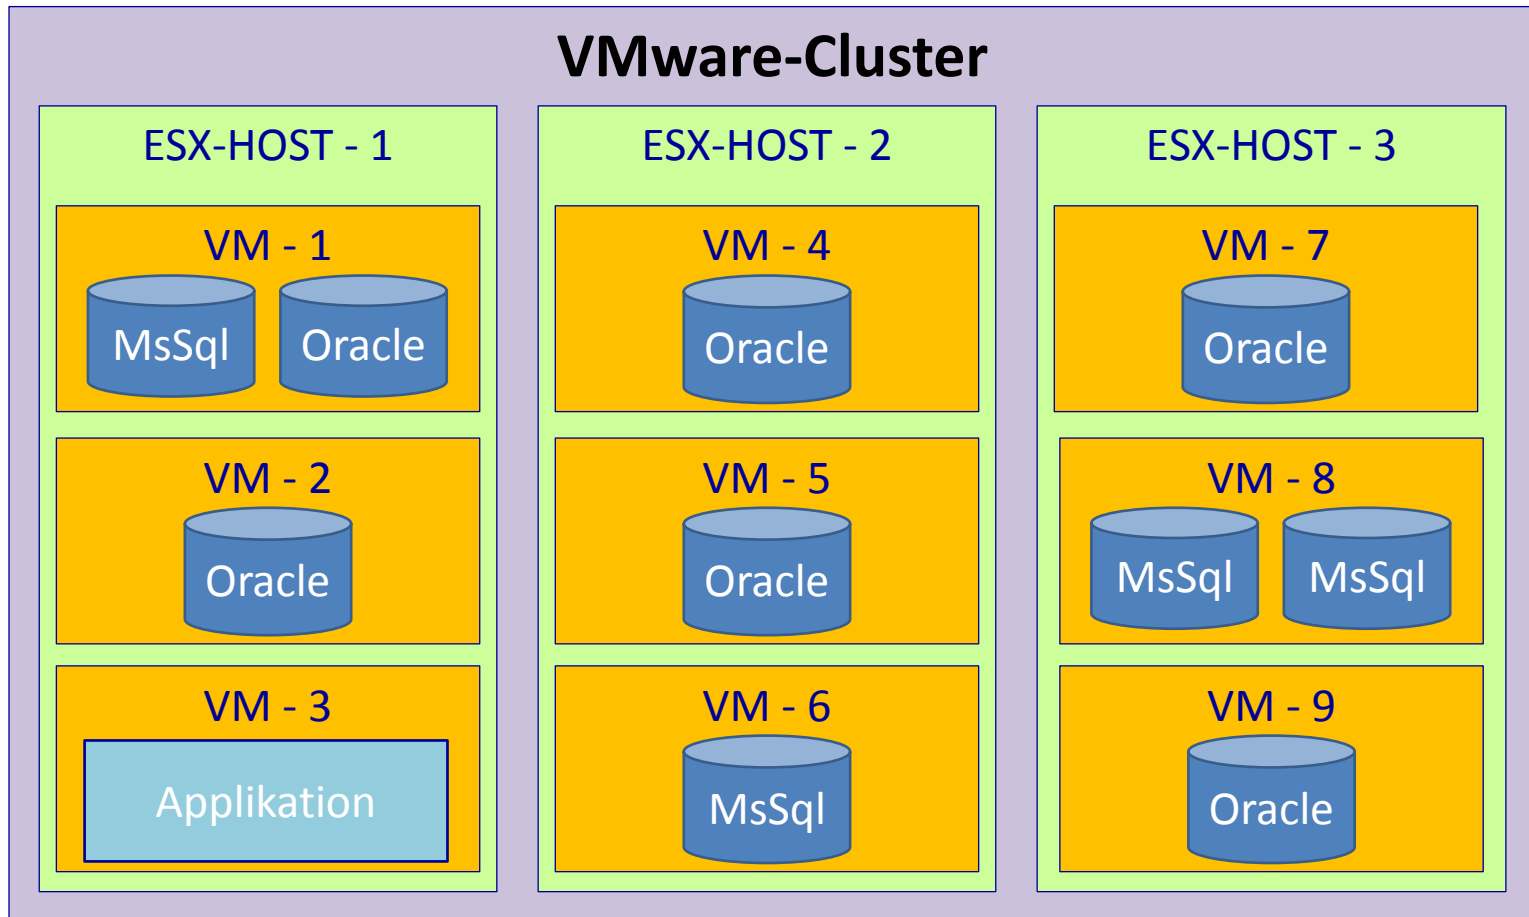 VMware-Cluster
ESX-HOST - 1
VM - 1
MsSql
Oracle
VM - 2
Oracle
VM - 3
Applikation
ESX-HOST - 2
VM - 4
Oracle
VM - 5
Oracle
VM - 6
MsSql
ESX-HOST - 3
VM - 7
Oracle
VM - 8
MsSql
MsSql
VM - 9
Oracle